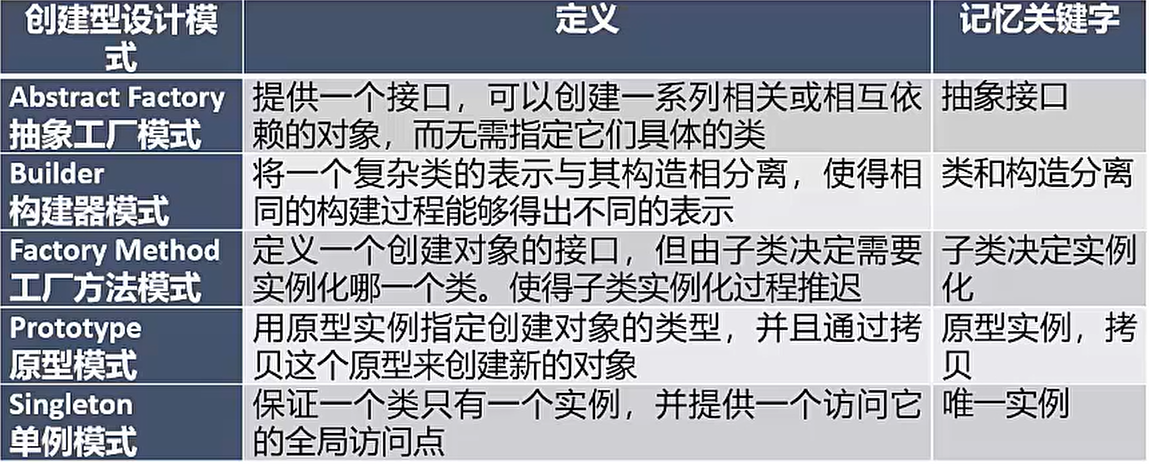 创建型设计模
式
定义
记忆关键字
Abstract Factory
抽象工厂模式
提供一个接口，可以创建一系列相关或相互依
赖的对象，而无需指定它们具体的类
抽象接口
Builder
构建器模式
将一个复杂类的表示与其构造相分离，使得相
同的构建过程能够得出不同的表示
类和构造分离
Factory Method
工厂方法模式
定义一个创建对象的接口，但由子类决定需要
实例化哪一个类。使得子类实例化过程推迟
子类决定实例
化
Prototype
原型模式
用原型实例指定创建对象的类型，并且通过拷
贝这个原型来创建新的对象
原型实例，拷
贝
Singleton
单例模式
保证一个类只有一个实例，并提供一个访问它
的全局访问点
唯一实例